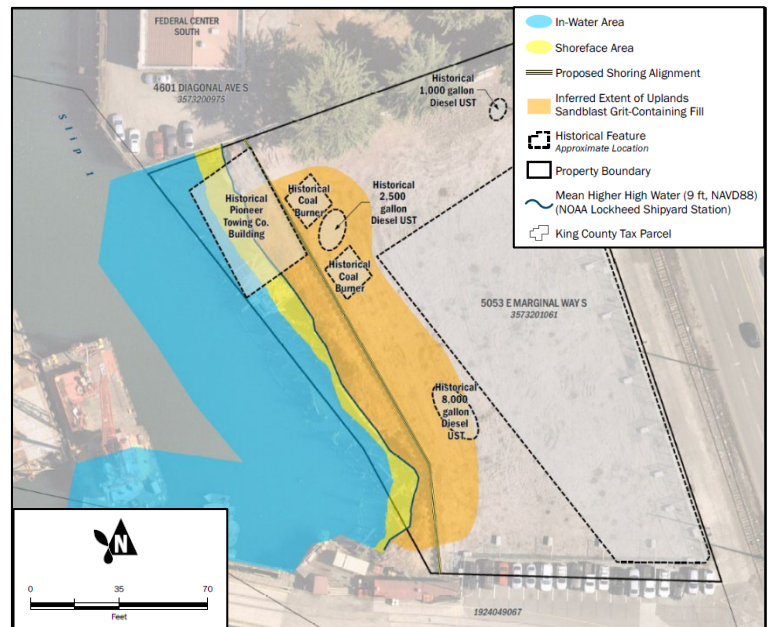 FEDERAL CENTER
SOUTH
4601 DIAGONAL AVE S
3573200975
Slip 1
Historical
1,000 gallon
Diesel UST
Historical
Pioneer
Towing Co.
Building
Historical
Coal
Burner
Historical
2,500
gallon
Diesel UST
Historical
Coal
Burner
5053 E MARGINAL WAY S
3573201061
Historical
8,000
gallon
Diesel
UST
1924049067
In-Water Area
Shoreface Area
Proposed Shoring Alignment
Inferred Extent of Uplands
Sandblast Grit-Containing Fill
Historical Feature
Approximate Location
Property Boundary
Mean Higher High Water (9 ft, NAVD88)
(NOAA Lockheed Shipyard Station)
King County Tax Parcel
N
0 35 70
Feet